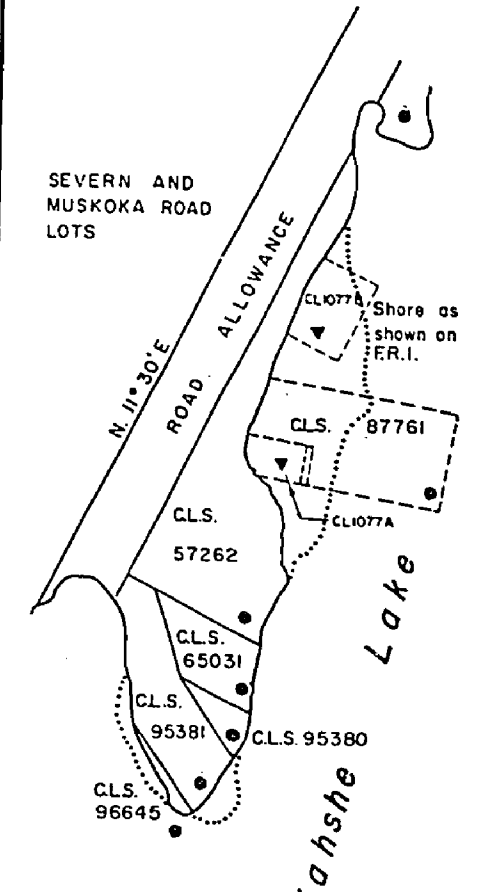 SEVERN AND
MUSKOKA ROAD
LOTS
N. 11° 30' E
ROAD ALLOWANCE
CL1077B
Shore as
shown on
F.R.I.
C.L.S. 87761
CL1077A
C.L.S.
57262
Lake
C.L.S.
65031
C.L.S.
95381
C.L.S. 95380
C.L.S.
96645
ahshe